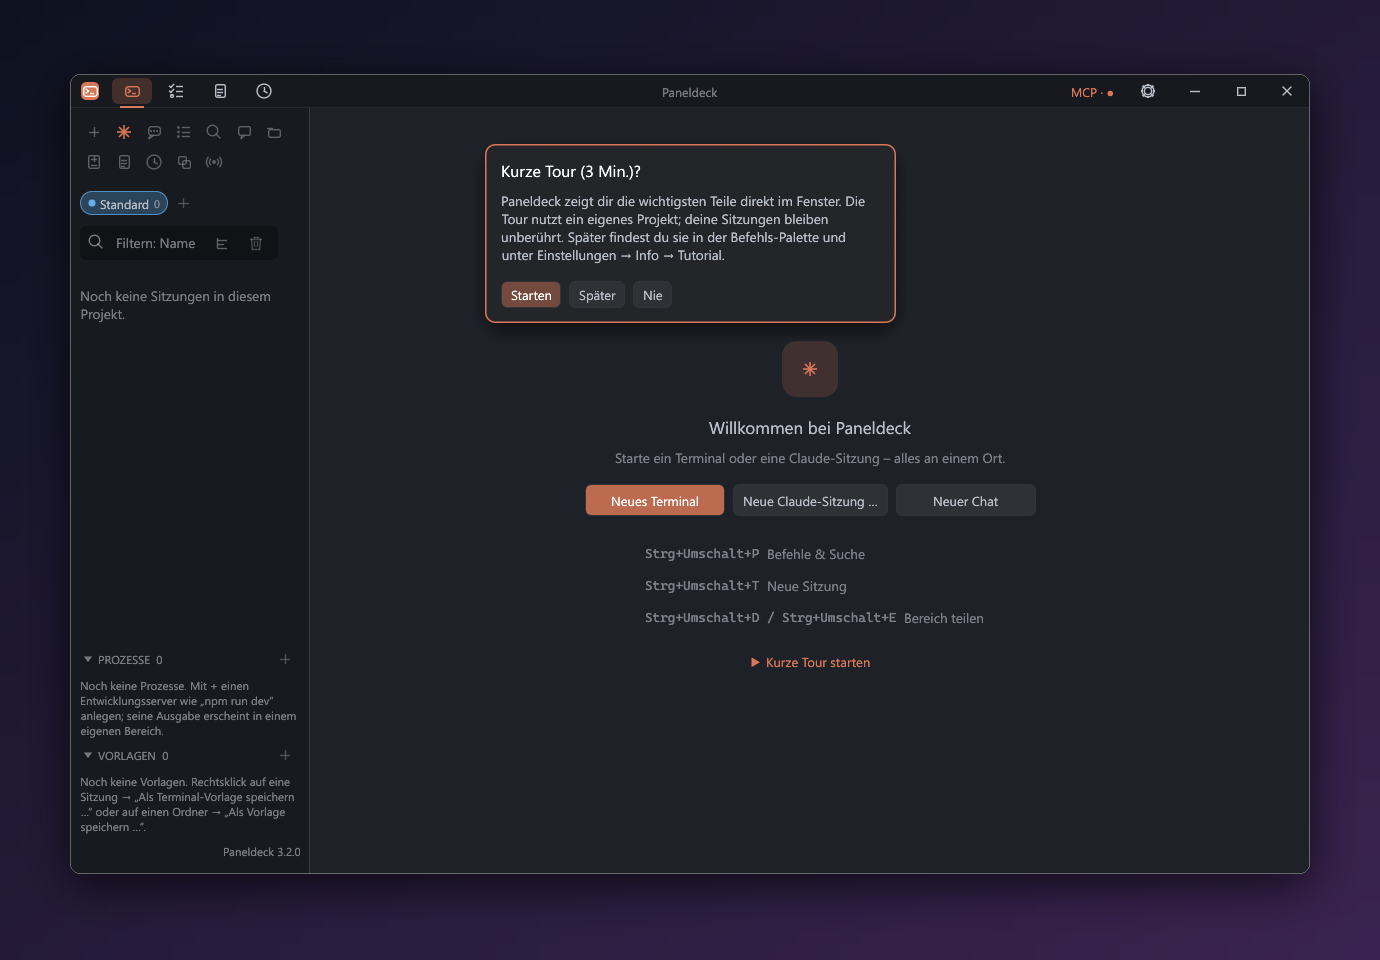 Paneldeck
MCP ·
Standard 0
Filtern: Name
Noch keine Sitzungen in diesem
Projekt.
Kurze Tour (3 Min.)?
Paneldeck zeigt dir die wichtigsten Teile direkt im Fenster. Die
Tour nutzt ein eigenes Projekt; deine Sitzungen bleiben
unberührt. Später findest du sie in der Befehls-Palette und
unter Einstellungen → Info → Tutorial.
Starten Später Nie
Willkommen bei Paneldeck
Starte ein Terminal oder eine Claude-Sitzung – alles an einem Ort.
Neues Terminal Neue Claude-Sitzung ... Neuer Chat
Strg+Umschalt+P Befehle & Suche
Strg+Umschalt+T Neue Sitzung
Strg+Umschalt+D / Strg+Umschalt+E Bereich teilen
▶ Kurze Tour starten
PROZESSE 0
Noch keine Prozesse. Mit + einen
Entwicklungsserver wie „npm run dev“
anlegen; seine Ausgabe erscheint in einem
eigenen Bereich.
VORLAGEN 0
Noch keine Vorlagen. Rechtsklick auf eine
Sitzung → „Als Terminal-Vorlage speichern
...“ oder auf einen Ordner → „Als Vorlage
speichern ...“.
Paneldeck 3.2.0